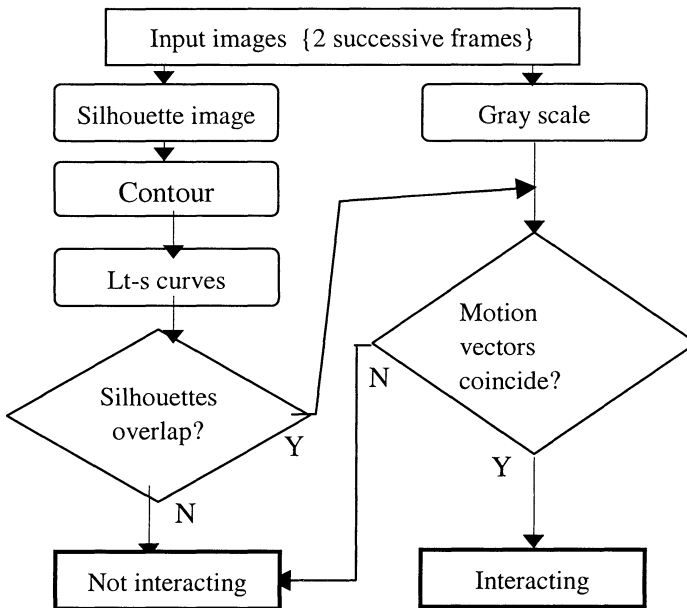 Input images {2 successive frames}
Silhouette image
Gray scale
Contour
Lt-s curves
Motion
vectors
coincide?
N
Silhouettes
overlap?
Y
Y
N
Not interacting
Interacting